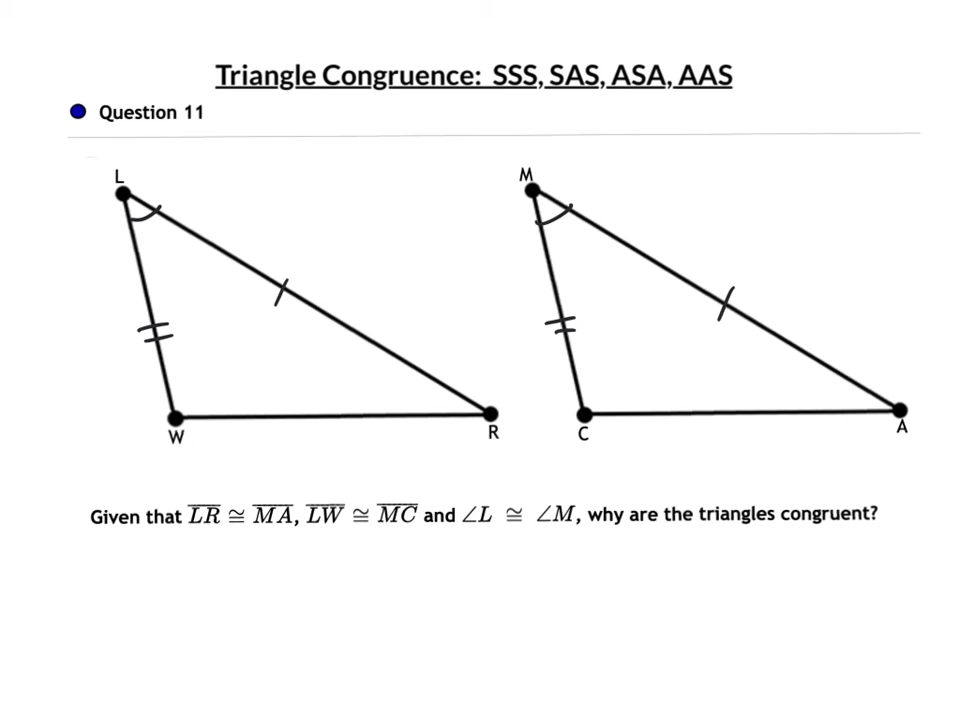 Triangle Congruence: SSS, SAS, ASA, AAS
Question 11
L
M
W
R
C
A
Given that LR ≅ MA, LW ≅ MC and ∠L ≅ ∠M, why are the triangles congruent?